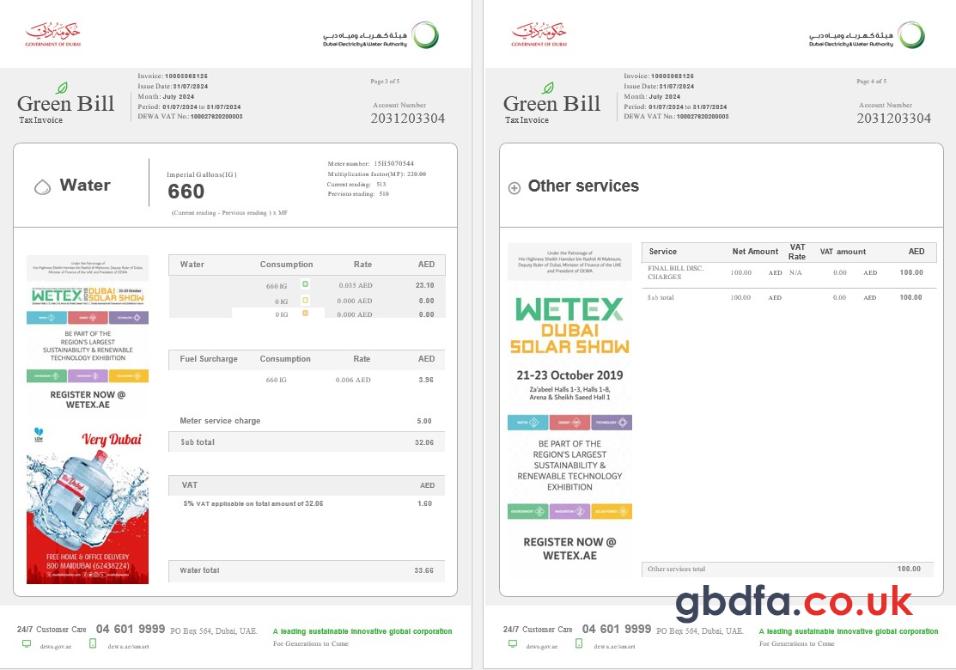 حكومة دبي
GOVERNMENT OF DUBAI
هيئة كهرباء ومياه دبي
Dubai Electricity & Water Authority
Green Bill
Tax Invoice
Invoice: 10005068126
Issue Date: 31/07/2024
Month: July 2024
Period: 01/07/2024 to 31/07/2024
DEWA VAT No.: 100027620200003
Page 3 of 5
Account Number
2031203304
Water
Imperial Gallons(IG)
660
(Current reading - Previous reading ) x MF
Meter number: 15H5070544
Multiplication factor(MF): 220.00
Current reading: 513
Previous reading: 510
Under the Patronage of
His Highness Sheikh Hamdan bin Rashid Al Maktoum, Deputy Ruler of Dubai,
Minister of Finance of the UAE and President of DEWA
WETEX DUBAI SOLAR SHOW
BE PART OF THE
REGION'S LARGEST
SUSTAINABILITY & RENEWABLE
TECHNOLOGY EXHIBITION
REGISTER NOW @
WETEX.AE
Very Dubai
FREE HOME & OFFICE DELIVERY
800 MAIDUBAI (62438224)
Water Consumption Rate AED
660 IG 0.035 AED 23.10
0 IG 0.000 AED 0.00
0 IG 0.000 AED 0.00
Fuel Surcharge Consumption Rate AED
660 IG 0.006 AED 3.96
Meter service charge 5.00
Sub total 32.06
VAT AED
5% VAT applicable on total amount of 32.06 1.60
Water total 33.66
24/7 Customer Care 04 601 9999 PO Box 564, Dubai, UAE.
dewa.gov.ae dewa.ae/smart
A leading sustainable innovative global corporation
For Generations to Come
حكومة دبي
GOVERNMENT OF DUBAI
هيئة كهرباء ومياه دبي
Dubai Electricity & Water Authority
Green Bill
Tax Invoice
Invoice: 10005068126
Issue Date: 31/07/2024
Month: July 2024
Period: 01/07/2024 to 31/07/2024
DEWA VAT No.: 100027620200003
Page 4 of 5
Account Number
2031203304
Other services
Under the Patronage of
His Highness Sheikh Hamdan bin Rashid Al Maktoum,
Deputy Ruler of Dubai, Minister of Finance of the UAE
and President of DEWA
WETEX
DUBAI
SOLAR SHOW
21-23 October 2019
Za'abeel Halls 1-3, Halls 1-8,
Arena & Sheikh Saeed Hall 1
BE PART OF THE
REGION'S LARGEST
SUSTAINABILITY &
RENEWABLE TECHNOLOGY
EXHIBITION
REGISTER NOW @
WETEX.AE
Service Net Amount VAT Rate VAT amount AED
FINAL BILL DISC. CHARGES 100.00 AED N/A 0.00 AED 100.00
Sub total 100.00 AED 0.00 AED 100.00
Other services total 100.00
gbdfa.co.uk
24/7 Customer Care 04 601 9999 PO Box 564, Dubai, UAE.
dewa.gov.ae dewa.ae/smart
A leading sustainable innovative global corporation
For Generations to Come